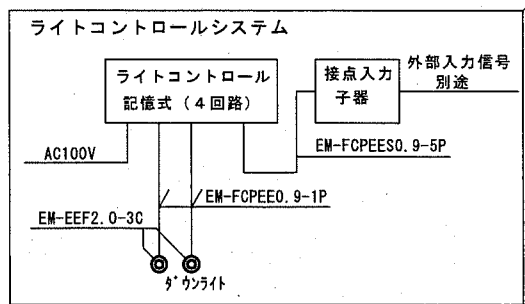 ライトコントロールシステム
ライトコントロール
記憶式(4回路)
接点入力
子器
外部入力信号
別途
AC100V
EM-FCPEES0.9-5P
EM-FCPEE0.9-1P
EM-EEF2.0-3C
ダウンライト